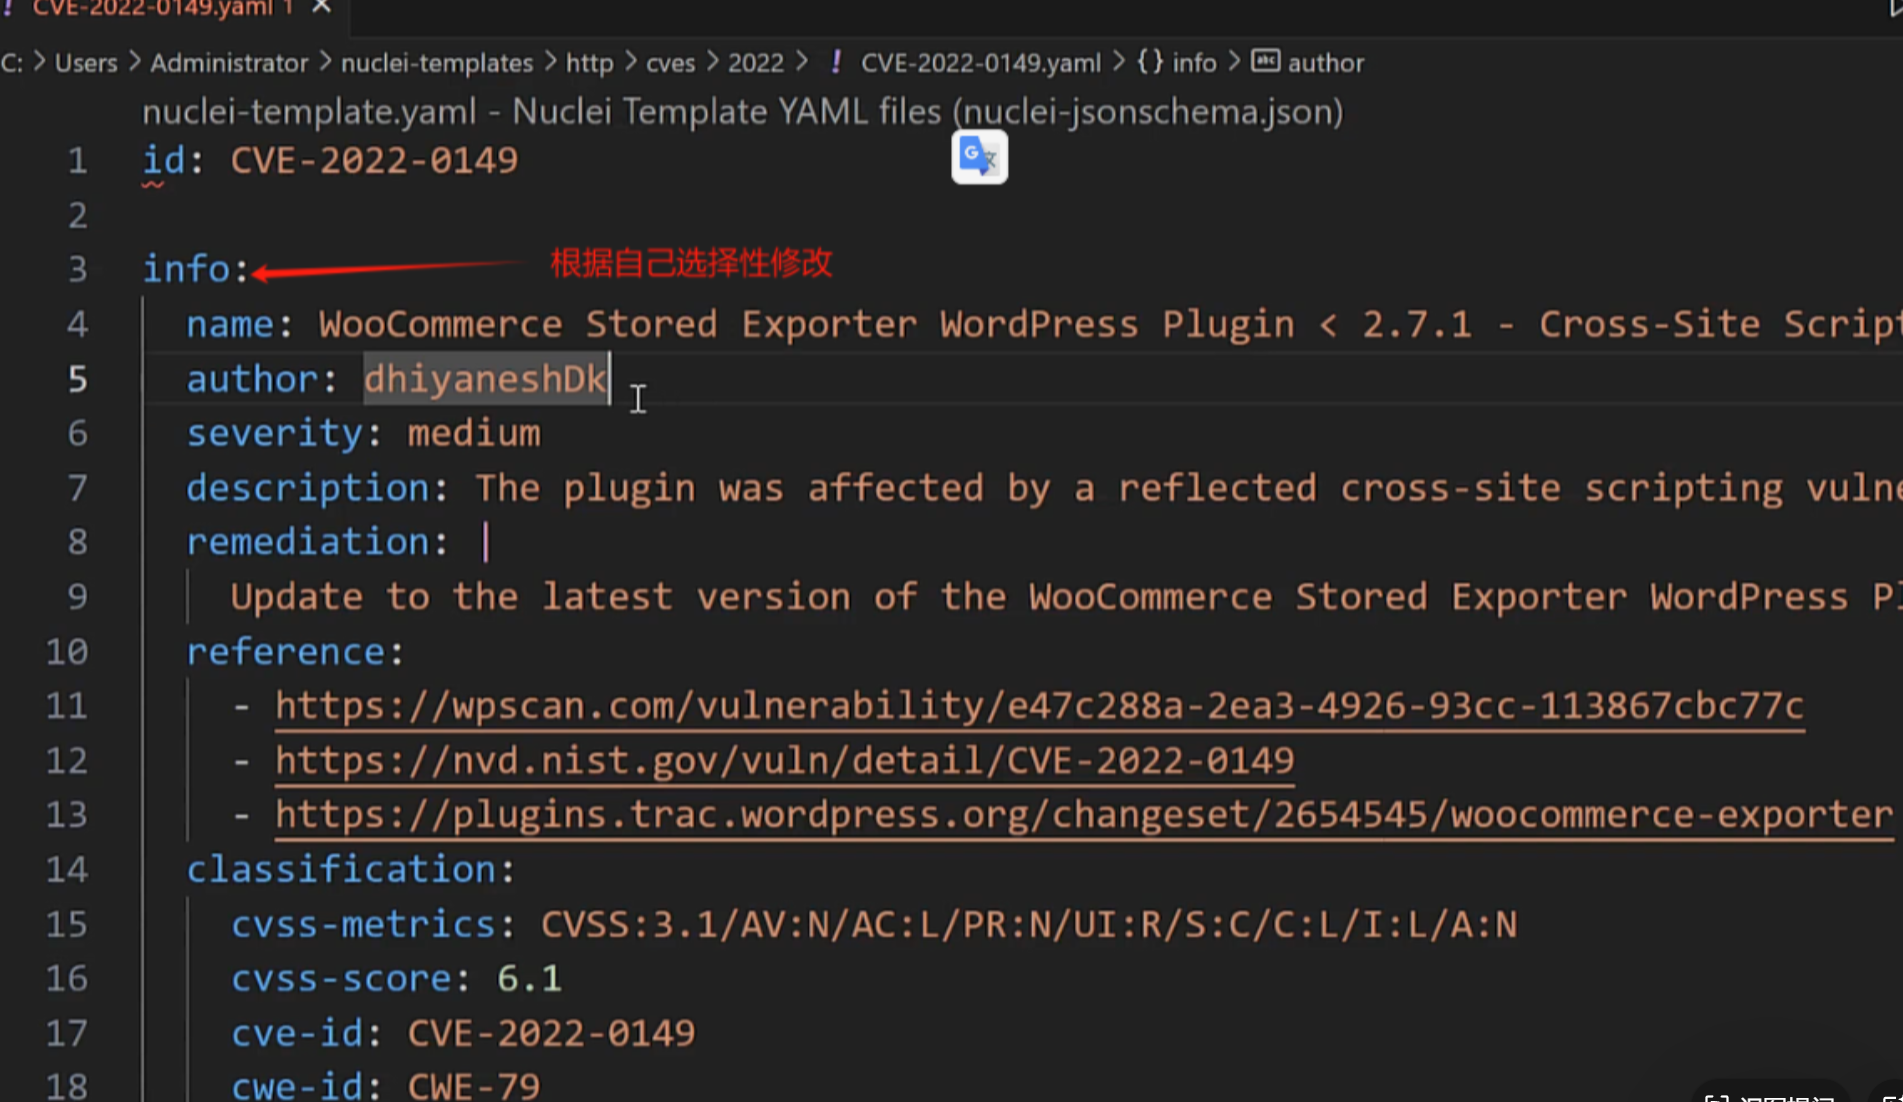 ! CVE-2022-0149.yaml 1 ×
C: > Users > Administrator > nuclei-templates > http > cves > 2022 > ! CVE-2022-0149.yaml > {} info > abc author
nuclei-template.yaml - Nuclei Template YAML files (nuclei-jsonschema.json)
1 id: CVE-2022-0149
2
3 info: 根据自己选择性修改
4 name: WooCommerce Stored Exporter WordPress Plugin < 2.7.1 - Cross-Site Script
5 author: dhiyaneshDk
6 severity: medium
7 description: The plugin was affected by a reflected cross-site scripting vulne
8 remediation: |
9 Update to the latest version of the WooCommerce Stored Exporter WordPress Pl
10 reference:
11 - https://wpscan.com/vulnerability/e47c288a-2ea3-4926-93cc-113867cbc77c
12 - https://nvd.nist.gov/vuln/detail/CVE-2022-0149
13 - https://plugins.trac.wordpress.org/changeset/2654545/woocommerce-exporter
14 classification:
15 cvss-metrics: CVSS:3.1/AV:N/AC:L/PR:N/UI:R/S:C/C:L/I:L/A:N
16 cvss-score: 6.1
17 cve-id: CVE-2022-0149
18 cwe-id: CWE-79